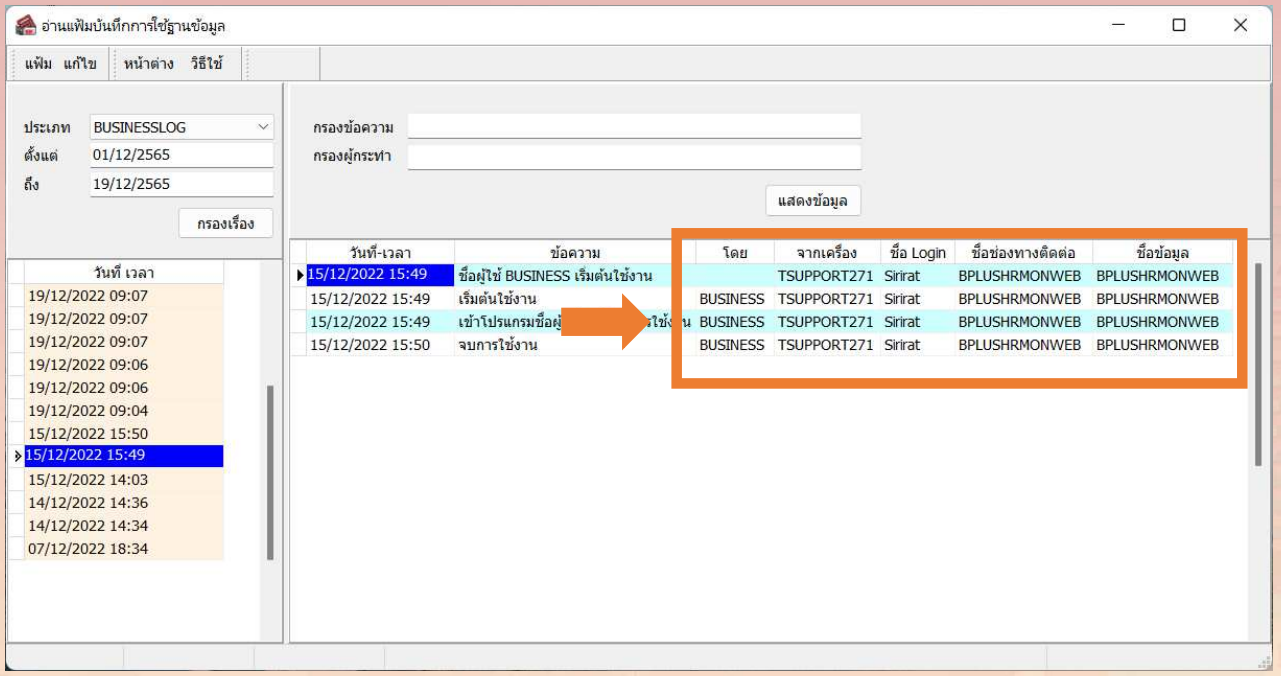 อ่านแฟ้มบันทึกการใช้ฐานข้อมูล
แฟ้ม แก้ไข หน้าต่าง วิธีใช้
ประเภท BUSINESSLOG
ตั้งแต่ 01/12/2565
ถึง 19/12/2565
กรองเรื่อง
กรองข้อความ
กรองผู้กระทำ
แสดงข้อมูล
วันที่ เวลา
19/12/2022 09:07
19/12/2022 09:07
19/12/2022 09:07
19/12/2022 09:06
19/12/2022 09:06
19/12/2022 09:04
15/12/2022 15:50
15/12/2022 15:49
15/12/2022 14:03
14/12/2022 14:36
14/12/2022 14:34
07/12/2022 18:34
วันที่-เวลา ข้อความ โดย จากเครื่อง ชื่อ Login ชื่อช่องทางติดต่อ ชื่อข้อมูล
15/12/2022 15:49 ชื่อผู้ใช้ BUSINESS เริ่มต้นใช้งาน TSUPPORT271 Sirirat BPLUSHRMONWEB BPLUSHRMONWEB
15/12/2022 15:49 เริ่มต้นใช้งาน BUSINESS TSUPPORT271 Sirirat BPLUSHRMONWEB BPLUSHRMONWEB
15/12/2022 15:49 เข้าโปรแกรมชื่อผู้ BUSINESS TSUPPORT271 Sirirat BPLUSHRMONWEB BPLUSHRMONWEB
15/12/2022 15:50 จบการใช้งาน BUSINESS TSUPPORT271 Sirirat BPLUSHRMONWEB BPLUSHRMONWEB